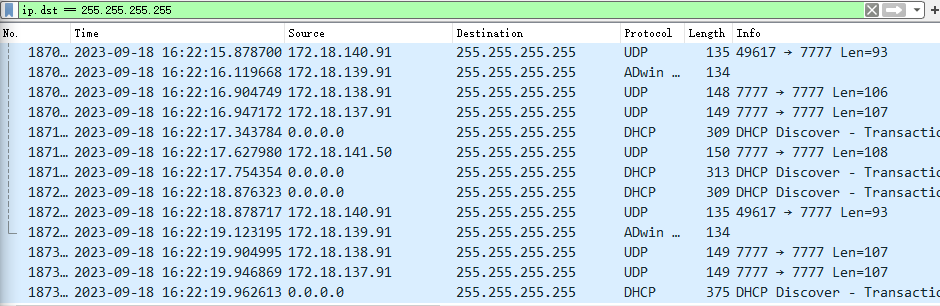 ip.dst == 255.255.255.255
No. Time Source Destination Protocol Length Info
1870… 2023-09-18 16:22:15.878700 172.18.140.91 255.255.255.255 UDP 135 49617 → 7777 Len=93
1870… 2023-09-18 16:22:16.119668 172.18.139.91 255.255.255.255 ADwin … 134
1870… 2023-09-18 16:22:16.904749 172.18.138.91 255.255.255.255 UDP 148 7777 → 7777 Len=106
1870… 2023-09-18 16:22:16.947172 172.18.137.91 255.255.255.255 UDP 149 7777 → 7777 Len=107
1871… 2023-09-18 16:22:17.343784 0.0.0.0 255.255.255.255 DHCP 309 DHCP Discover - Transactio
1871… 2023-09-18 16:22:17.627980 172.18.141.50 255.255.255.255 UDP 150 7777 → 7777 Len=108
1871… 2023-09-18 16:22:17.754354 0.0.0.0 255.255.255.255 DHCP 313 DHCP Discover - Transactio
1872… 2023-09-18 16:22:18.876323 0.0.0.0 255.255.255.255 DHCP 309 DHCP Discover - Transactio
1872… 2023-09-18 16:22:18.878717 172.18.140.91 255.255.255.255 UDP 135 49617 → 7777 Len=93
1872… 2023-09-18 16:22:19.123195 172.18.139.91 255.255.255.255 ADwin … 134
1873… 2023-09-18 16:22:19.904995 172.18.138.91 255.255.255.255 UDP 149 7777 → 7777 Len=107
1873… 2023-09-18 16:22:19.946869 172.18.137.91 255.255.255.255 UDP 149 7777 → 7777 Len=107
1873… 2023-09-18 16:22:19.962613 0.0.0.0 255.255.255.255 DHCP 375 DHCP Discover - Transactio